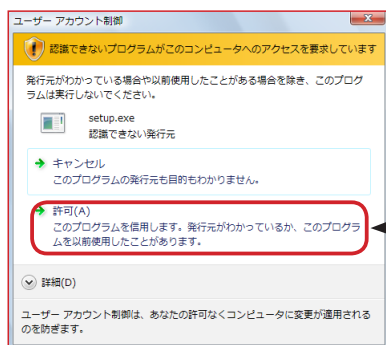 ユーザー アカウント制御
認識できないプログラムがこのコンピュータへのアクセスを要求しています
発行元がわかっている場合や以前使用したことがある場合を除き、このプログ
ラムは実行しないでください。
setup.exe
認識できない発行元
キャンセル
このプログラムの発行元も目的もわかりません。
許可(A)
このプログラムを信用します。発行元がわかっているか、このプログラ
ムを以前使用したことがあります。
詳細(D)
ユーザー アカウント制御は、あなたの許可なくコンピュータに変更が適用される
のを防ぎます。